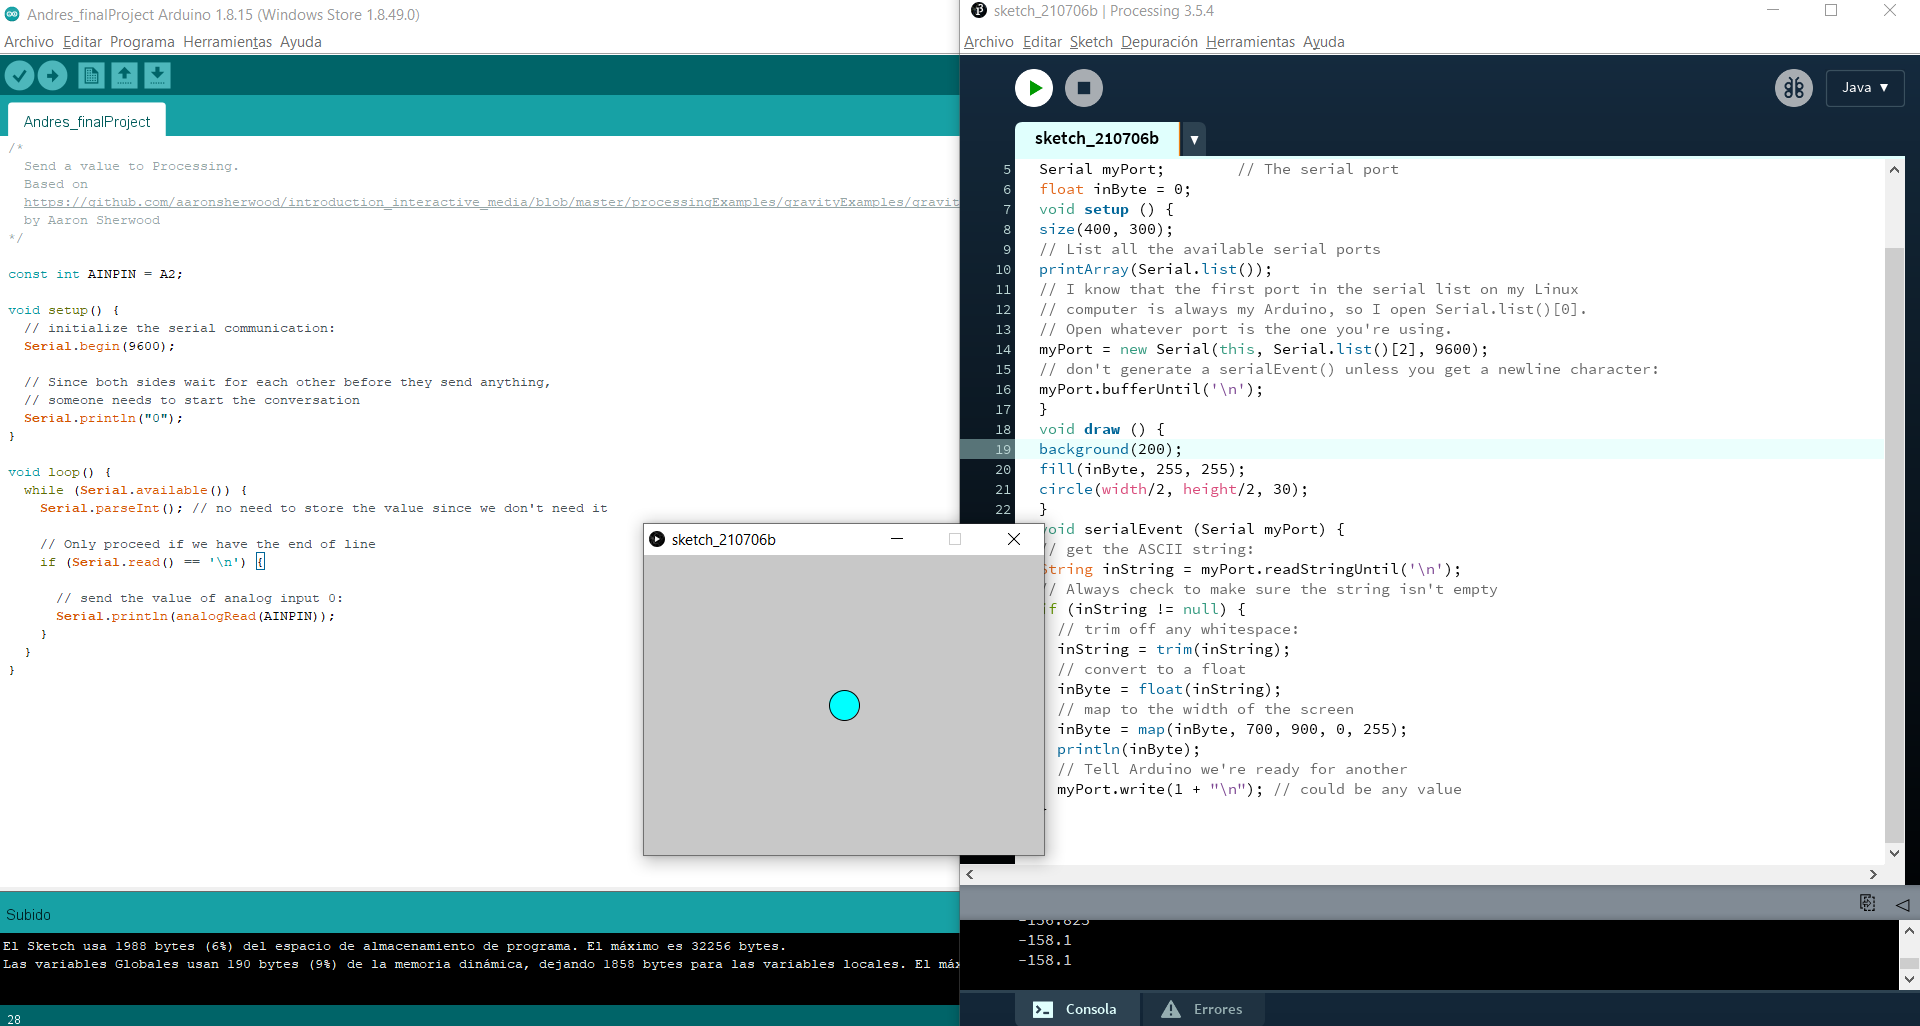 Andres_finalProject Arduino 1.8.15 (Windows Store 1.8.49.0)
Archivo Editar Programa Herramientas Ayuda
Andres_finalProject
/*
Send a value to Processing.
Based on
https://github.com/aaronsherwood/introduction_interactive_media/blob/master/processingExamples/gravityExamples/gravit
by Aaron Sherwood
*/
const int AINPIN = A2;
void setup() {
// initialize the serial communication:
Serial.begin(9600);
// Since both sides wait for each other before they send anything,
// someone needs to start the conversation
Serial.println("0");
}
void loop() {
while (Serial.available()) {
Serial.parseInt(); // no need to store the value since we don't need it
// Only proceed if we have the end of line
if (Serial.read() == '\n') {
// send the value of analog input 0:
Serial.println(analogRead(AINPIN));
}
}
}
Subido
El Sketch usa 1988 bytes (6%) del espacio de almacenamiento de programa. El máximo es 32256 bytes.
Las variables Globales usan 190 bytes (9%) de la memoria dinámica, dejando 1858 bytes para las variables locales. El máx
28
sketch_210706b | Processing 3.5.4
Archivo Editar Sketch Depuración Herramientas Ayuda
Java ▼
sketch_210706b ▼
5 Serial myPort; // The serial port
6 float inByte = 0;
7 void setup () {
8 size(400, 300);
9 // List all the available serial ports
10 printArray(Serial.list());
11 // I know that the first port in the serial list on my Linux
12 // computer is always my Arduino, so I open Serial.list()[0].
13 // Open whatever port is the one you're using.
14 myPort = new Serial(this, Serial.list()[2], 9600);
15 // don't generate a serialEvent() unless you get a newline character:
16 myPort.bufferUntil('\n');
17 }
18 void draw () {
19 background(200);
20 fill(inByte, 255, 255);
21 circle(width/2, height/2, 30);
22 }
void serialEvent (Serial myPort) {
// get the ASCII string:
String inString = myPort.readStringUntil('\n');
// Always check to make sure the string isn't empty
if (inString != null) {
// trim off any whitespace:
inString = trim(inString);
// convert to a float
inByte = float(inString);
// map to the width of the screen
inByte = map(inByte, 700, 900, 0, 255);
println(inByte);
// Tell Arduino we're ready for another
myPort.write(1 + "\n"); // could be any value
sketch_210706b
-156.825
-158.1
-158.1
Consola
Errores